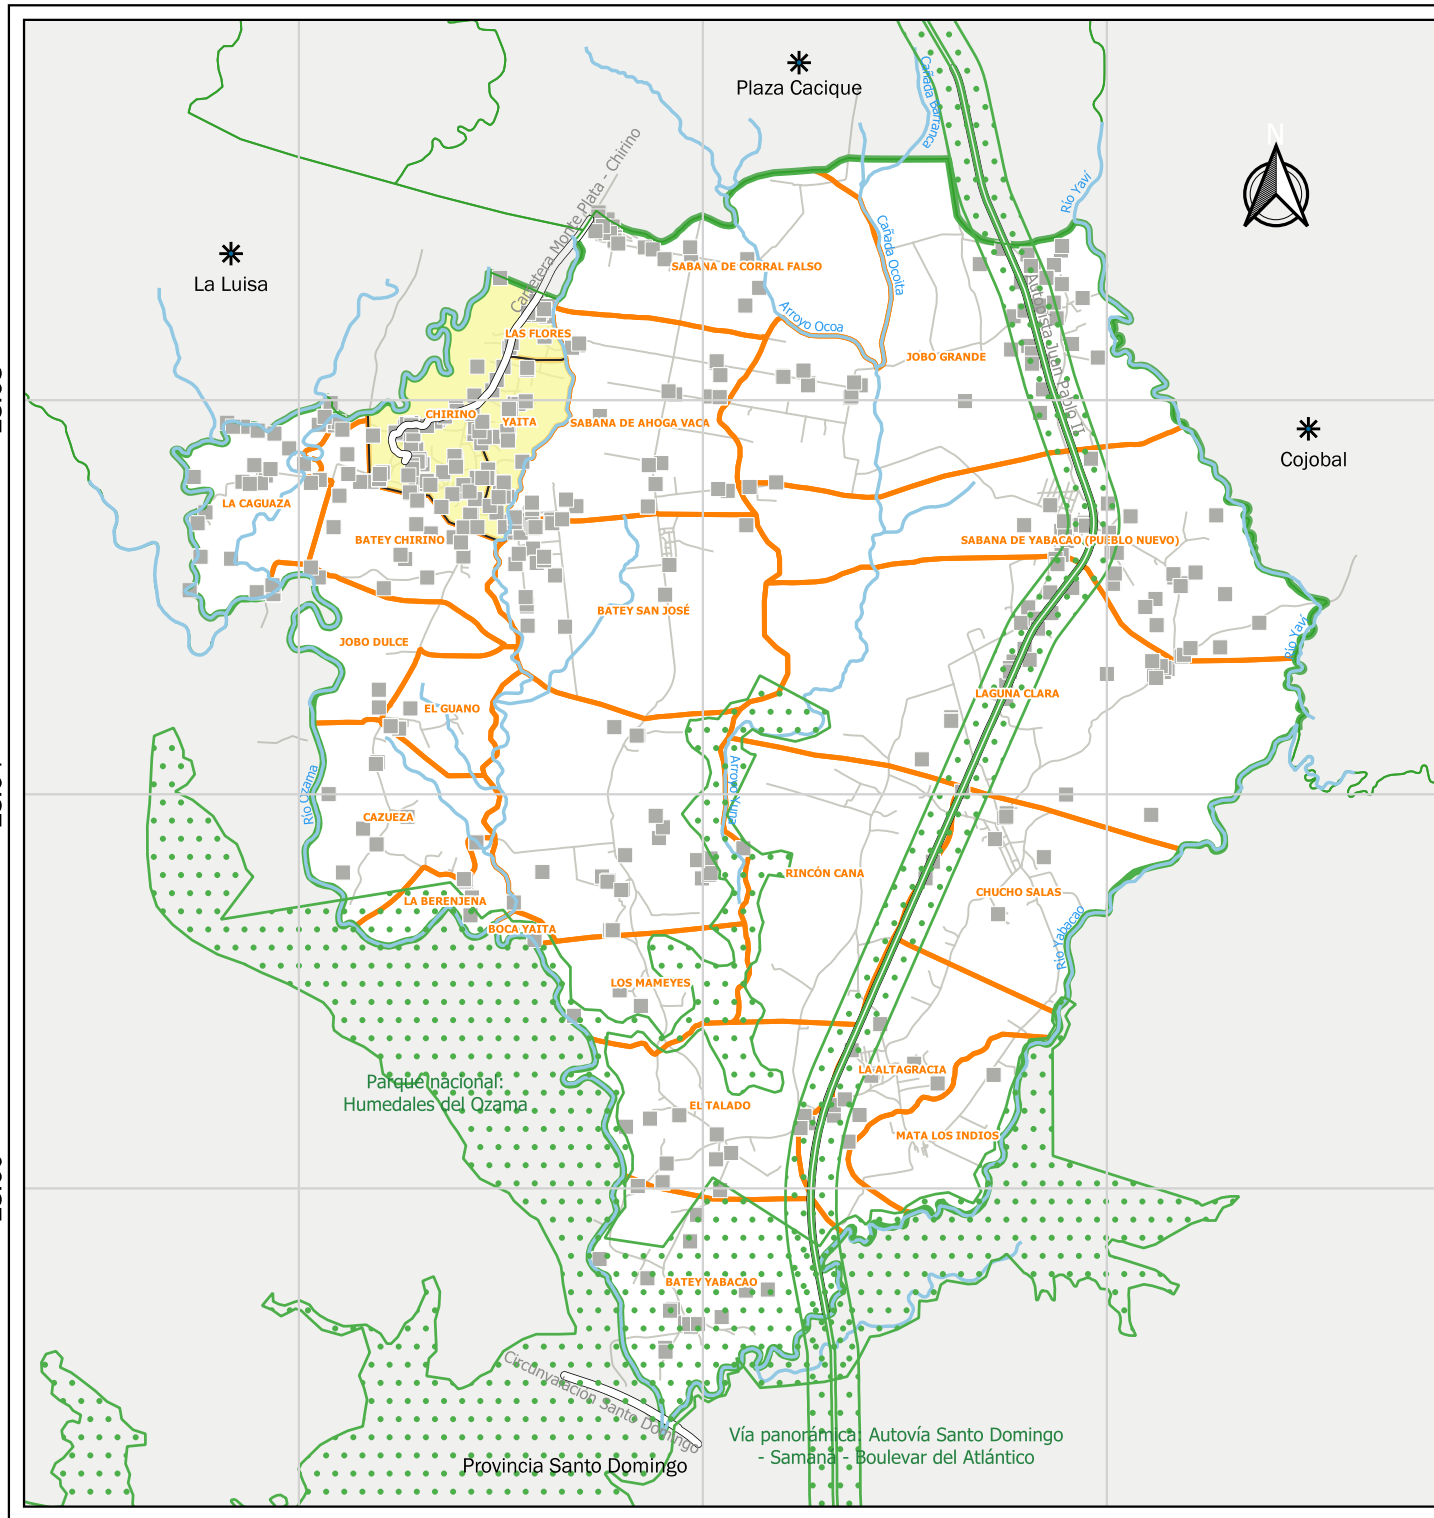 Plaza Cacique
Cañada Barranca
N
Carretera Monte Plata - Chirino
Río Yaví
La Luisa
Cañada Ocoita
SABANA DE CORRAL FALSO
Arroyo Ocoa
Autopista Juan Pablo II
LAS FLORES
JOBO GRANDE
CHIRINO
YAITA
SABANA DE AHOGA VACA
Cojobal
LA CAGUAZA
BATEY CHIRINO
SABANA DE YABACAO (PUEBLO NUEVO)
BATEY SAN JOSÉ
JOBO DULCE
Río Yaví
LAGUNA CLARA
EL GUANO
Río Ozama
Arroyo Yuna
CAZUEZA
RINCÓN CANA
CHUCHO SALAS
LA BERENJENA
BOCA YAITA
Río Yabacao
LOS MAMEYES
LA ALTAGRACIA
Parque nacional:
Humedales del Ozama
EL TALADO
MATA LOS INDIOS
BATEY YABACAO
Circunvalación Santo Domingo
Vía panorámica: Autovía Santo Domingo
- Samaná - Boulevar del Atlántico
Provincia Santo Domingo